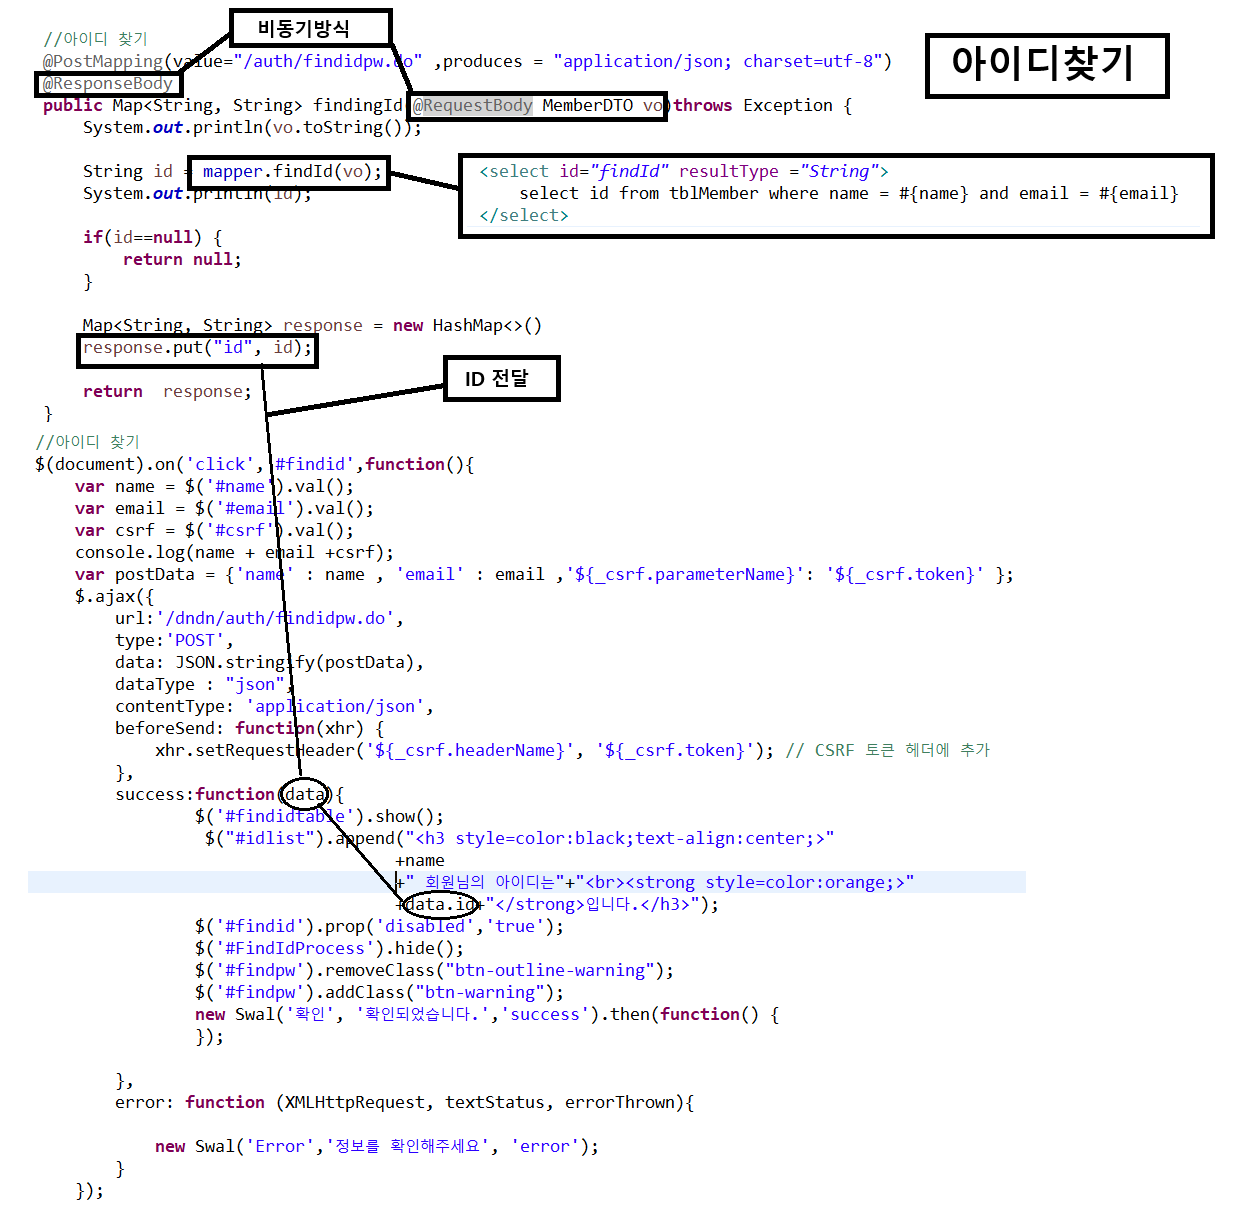 비동기방식
아이디찾기
//아이디 찾기
@PostMapping(value="/auth/findidpw.do" ,produces = "application/json; charset=utf-8")
@ResponseBody
public Map<String, String> findingId(@RequestBody MemberDTO vo)throws Exception {
System.out.println(vo.toString());
String id = mapper.findId(vo);
System.out.println(id);
<select id="findId" resultType ="String">
select id from tblMember where name = #{name} and email = #{email}
</select>
if(id==null) {
return null;
}
Map<String, String> response = new HashMap<>()
response.put("id", id);
ID 전달
return  response;
}
//아이디 찾기
$(document).on('click', '#findid',function(){
var name = $('#name').val();
var email = $('#email').val();
var csrf = $('#csrf').val();
console.log(name + email +csrf);
var postData = {'name' : name , 'email' : email ,'${_csrf.parameterName}': '${_csrf.token}' };
$.ajax({
url:'/dndn/auth/findidpw.do',
type:'POST',
data: JSON.stringify(postData),
dataType : "json",
contentType: 'application/json',
beforeSend: function(xhr) {
xhr.setRequestHeader('${_csrf.headerName}', '${_csrf.token}'); // CSRF 토큰 헤더에 추가
},
success:function(data){
$('#findidtable').show();
$("#idlist").append("<h3 style=color:black;text-align:center;>"
+name
+" 회원님의 아이디는"+"<br><strong style=color:orange;>"
+data.id+"</strong>입니다.</h3>");
$('#findid').prop('disabled','true');
$('#FindIdProcess').hide();
$('#findpw').removeClass("btn-outline-warning");
$('#findpw').addClass("btn-warning");
new Swal('확인', '확인되었습니다.','success').then(function() {
});
},
error: function (XMLHttpRequest, textStatus, errorThrown){
new Swal('Error','정보를 확인해주세요', 'error');
}
});